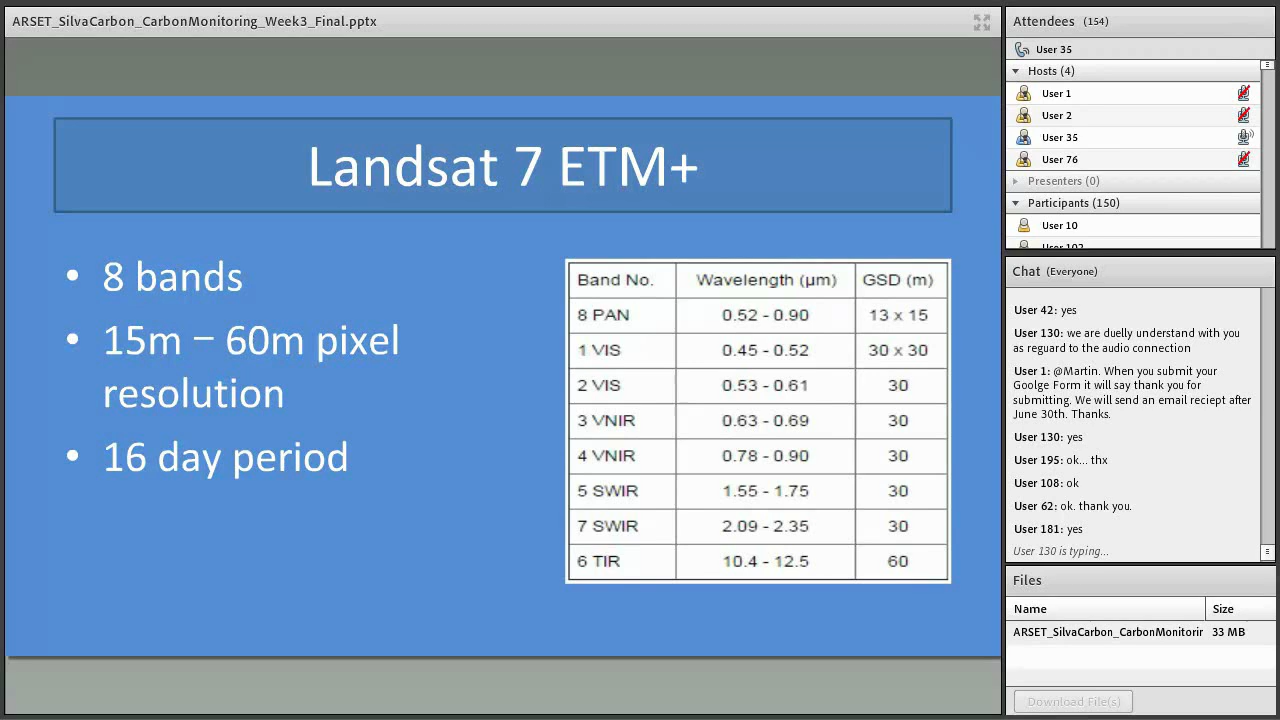 ARSET_SilvaCarbon_CarbonMonitoring_Week3_Final.pptx
Landsat 7 ETM+
• 8 bands
• 15m – 60m pixel
resolution
• 16 day period
Band No. Wavelength (µm) GSD (m)
8 PAN 0.52 - 0.90 13 x 15
1 VIS 0.45 - 0.52 30 x 30
2 VIS 0.53 - 0.61 30
3 VNIR 0.63 - 0.69 30
4 VNIR 0.78 - 0.90 30
5 SWIR 1.55 - 1.75 30
7 SWIR 2.09 - 2.35 30
6 TIR 10.4 - 12.5 60
Attendees (154)
User 35
Hosts (4)
User 1
User 2
User 35
User 76
Presenters (0)
Participants (150)
User 10
User 102
Chat (Everyone)
User 42: yes
User 130: we are duelly understand with you
as reguard to the audio connection
User 1: @Martin. When you submit your
Goolge Form it will say thank you for
submitting. We will send an email reciept after
June 30th. Thanks.
User 130: yes
User 195: ok... thx
User 108: ok
User 62: ok. thank you.
User 181: yes
User 130 is typing...
Files
Name Size
ARSET_SilvaCarbon_CarbonMonitorir 33 MB
Download File(s)